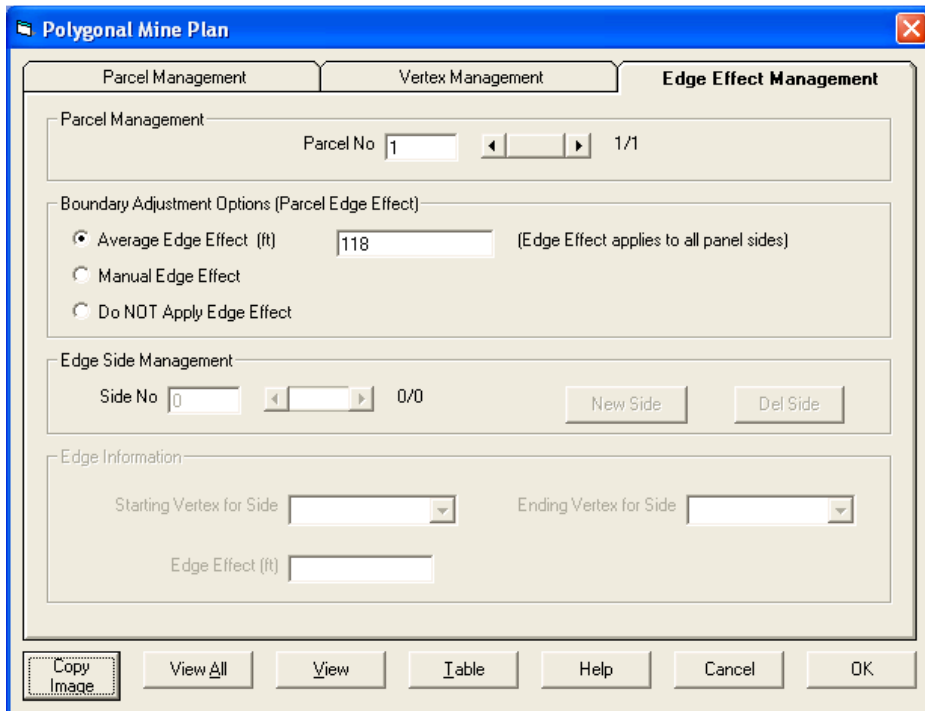 Polygonal Mine Plan
Parcel Management Vertex Management Edge Effect Management
Parcel Management
Parcel No 1 1/1
Boundary Adjustment Options (Parcel Edge Effect)
Average Edge Effect (ft) 118 (Edge Effect applies to all panel sides)
Manual Edge Effect
Do NOT Apply Edge Effect
Edge Side Management
Side No 0 0/0 New Side Del Side
Edge Information
Starting Vertex for Side Ending Vertex for Side
Edge Effect (ft)
Copy
Image
View All View Table Help Cancel OK